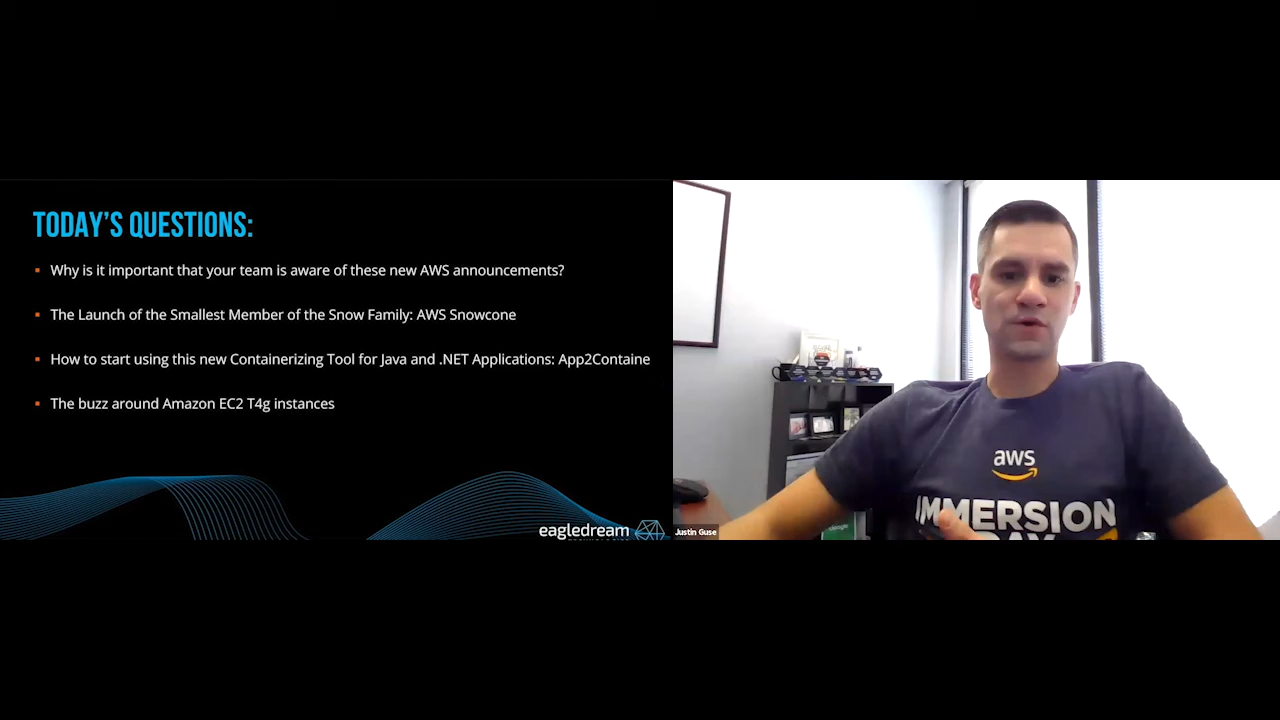 TODAY'S QUESTIONS:
Why is it important that your team is aware of these new AWS announcements?
The Launch of the Smallest Member of the Snow Family: AWS Snowcone
How to start using this new Containerizing Tool for Java and .NET Applications: App2Containe
The buzz around Amazon EC2 T4g instances
eagledream
Justin Guse
aws
IMMERSION
DAY